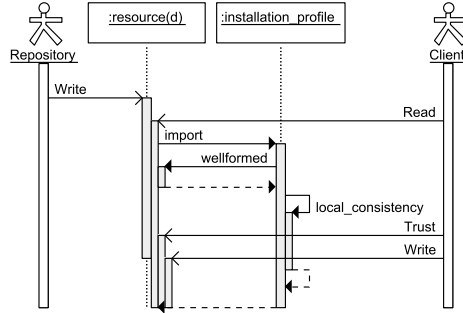 :resource(d)
:installation_profile
Repository
Client
Write
Read
import
wellformed
local_consistency
Trust
Write